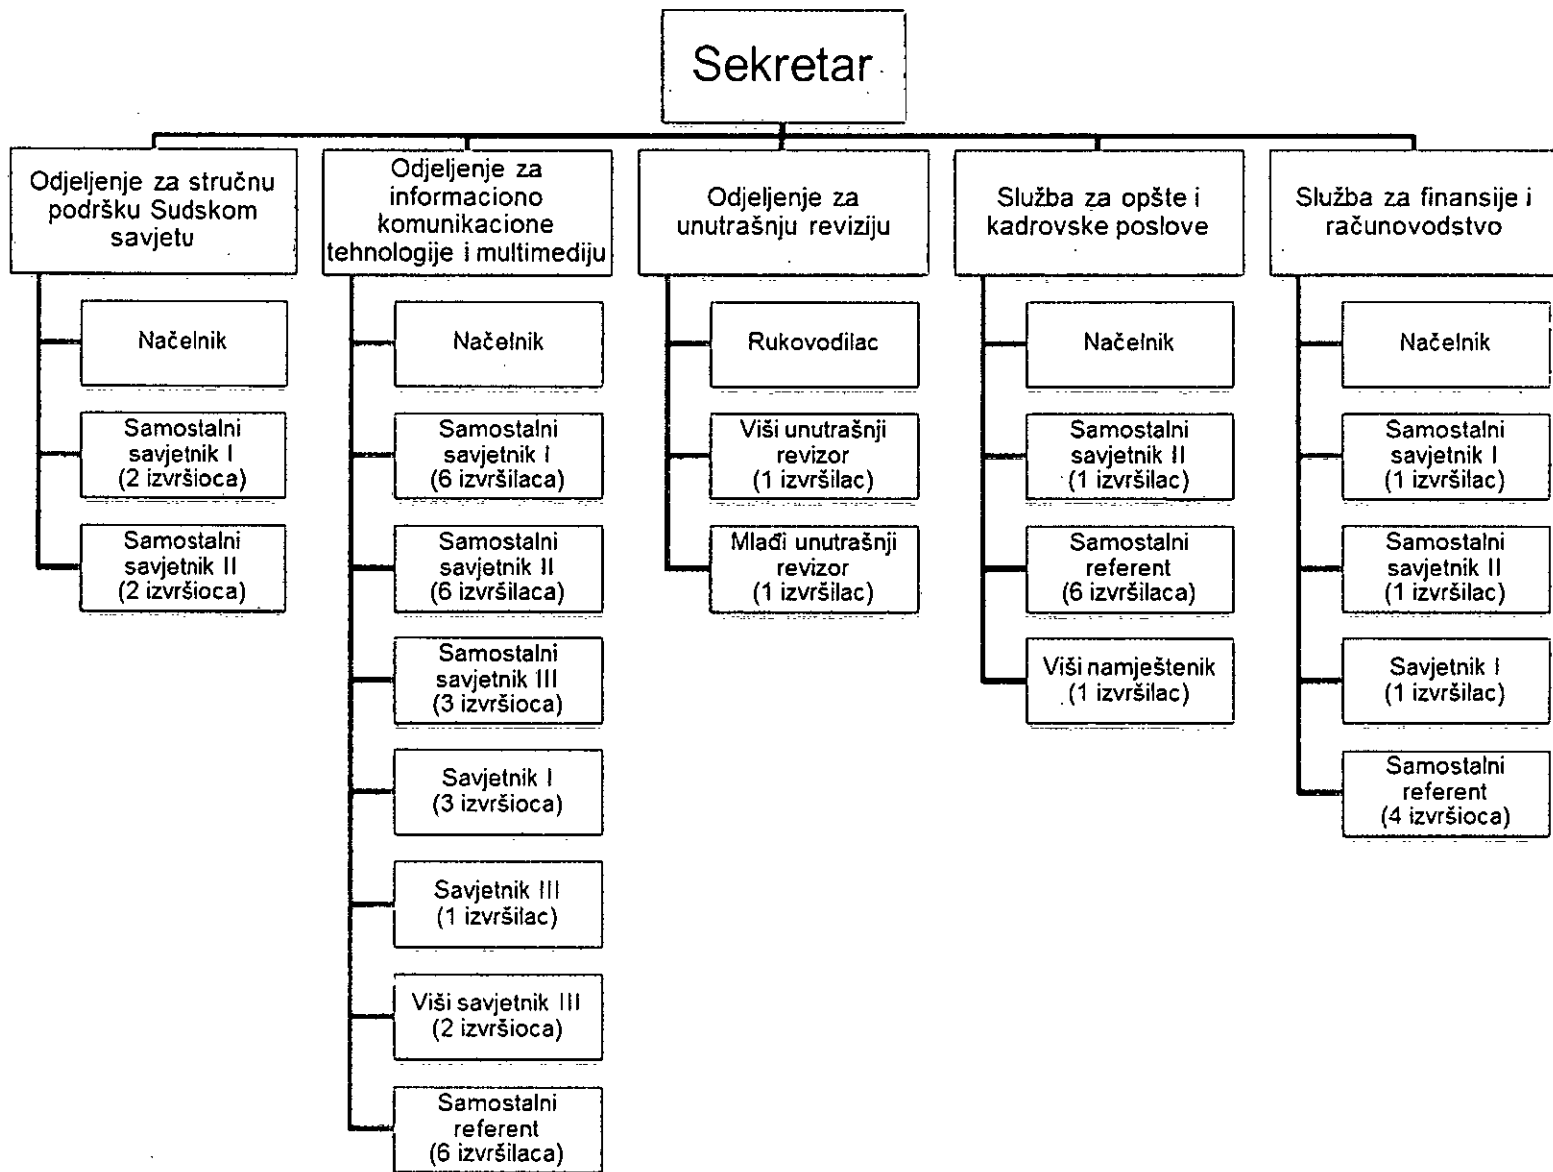 Sekretar
Odjeljenje za stručnu
podršku Sudskom
savjetu
Načelnik
Samostalni
savjetnik I
(2 izvršioca)
Samostalni
savjetnik II
(2 izvršioca)
Odjeljenje za
informaciono
komunikacione
tehnologije i multimediju
Načelnik
Samostalni
savjetnik I
(6 izvršilaca)
Samostalni
savjetnik II
(6 izvršilaca)
Samostalni
savjetnik III
(3 izvršioca)
Savjetnik I
(3 izvršioca)
Savjetnik III
(1 izvršilac)
Viši savjetnik III
(2 izvršioca)
Samostalni
referent
(6 izvršilaca)
Odjeljenje za
unutrašnju reviziju
Rukovodilac
Viši unutrašnji
revizor
(1 izvršilac)
Mlađi unutrašnji
revizor
(1 izvršilac)
Služba za opšte i
kadrovske poslove
Načelnik
Samostalni
savjetnik II
(1 izvršilac)
Samostalni
referent
(6 izvršilaca)
Viši namještenik
(1 izvršilac)
Služba za finansije i
računovodstvo
Načelnik
Samostalni
savjetnik I
(1 izvršilac)
Samostalni
savjetnik II
(1 izvršilac)
Savjetnik I
(1 izvršilac)
Samostalni
referent
(4 izvršioca)